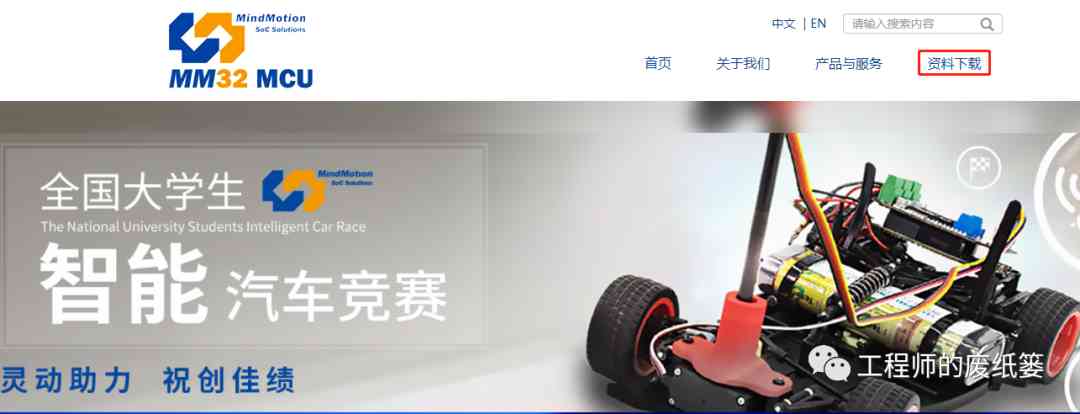 MindMotion
SoC Solutions
MM32 MCU
中文 | EN
请输入搜索内容
首页 关于我们 产品与服务 资料下载
全国大学生
MindMotion
SoC Solutions
The National University Students Intelligent Car Race
智能 汽车竞赛
灵动助力 祝创佳绩
工程师的废纸篓